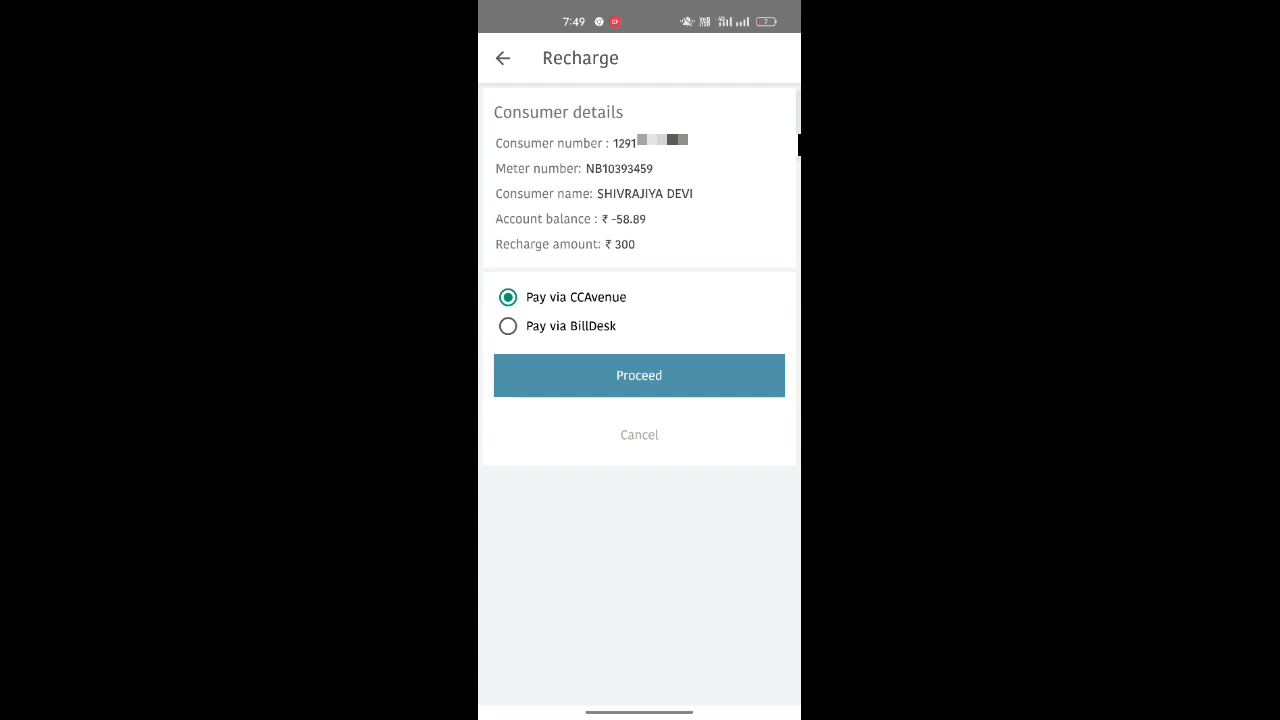 7:49
7
Recharge
Consumer details
Consumer number : 1291
Meter number: NB10393459
Consumer name: SHIVRAJIYA DEVI
Account balance : ₹ -58.89
Recharge amount: ₹ 300
Pay via CCAvenue
Pay via BillDesk
Proceed
Cancel